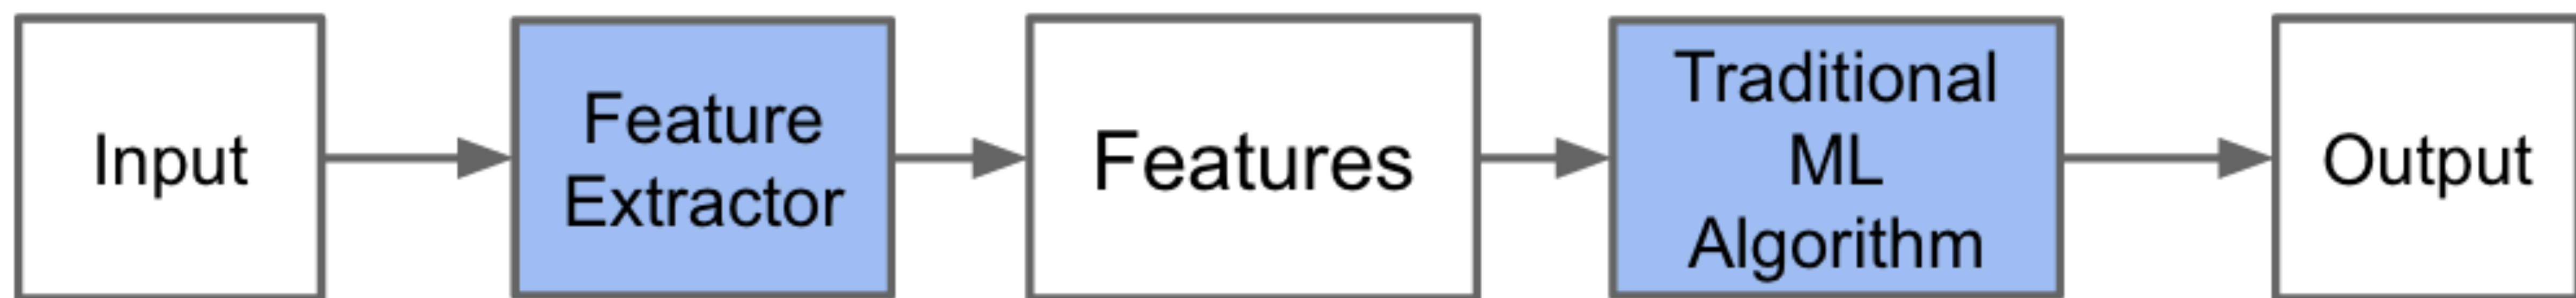 Input
Feature
Extractor
Features
Traditional
ML
Algorithm
Output